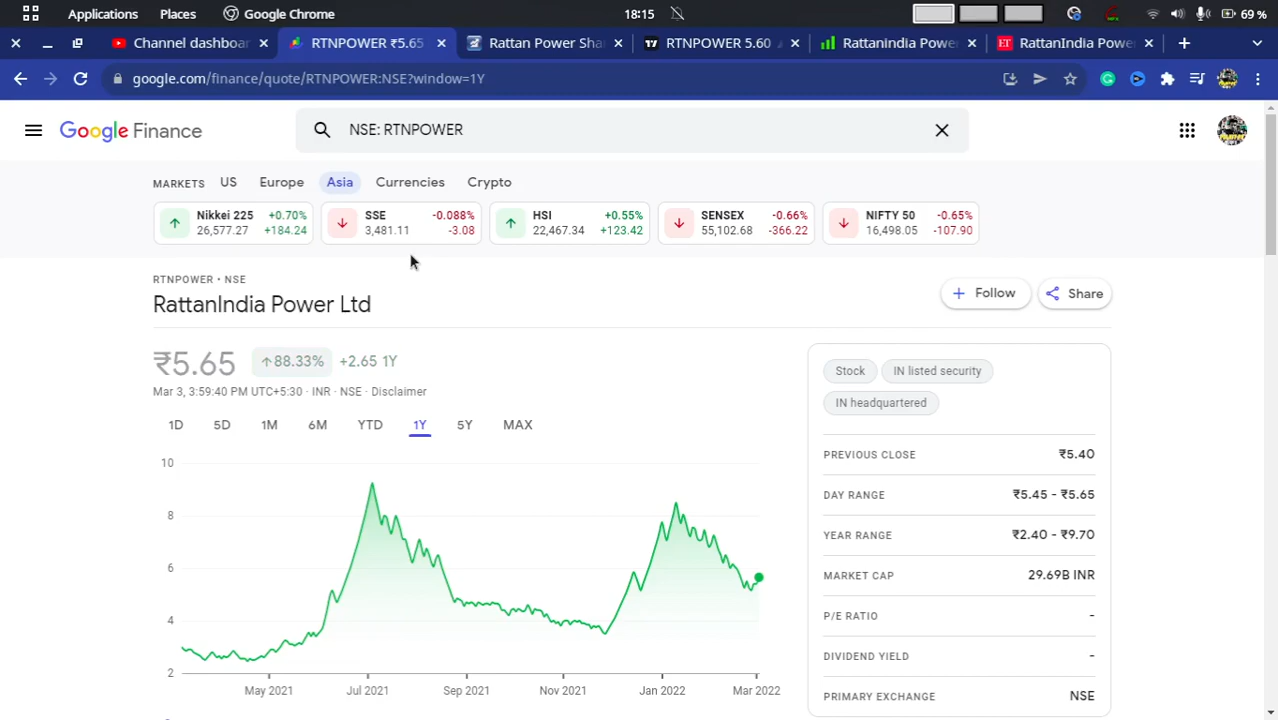 Applications Places Google Chrome 18:15 69 %
Channel dashboar RTNPOWER ₹5.65 Rattan Power Sha RTNPOWER 5.60 Rattanindia Powe RattanIndia Powe
google.com/finance/quote/RTNPOWER:NSE?window=1Y
Google Finance NSE: RTNPOWER
MARKETS US Europe Asia Currencies Crypto
Nikkei 225 +0.70% SSE -0.088% HSI +0.55% SENSEX -0.66% NIFTY 50 -0.65%
26,577.27 +184.24 3,481.11 -3.08 22,467.34 +123.42 55,102.68 -366.22 16,498.05 -107.90
RTNPOWER • NSE
RattanIndia Power Ltd
Follow Share
₹5.65 88.33% +2.65 1Y
Mar 3, 3:59:40 PM UTC+5:30 · INR · NSE · Disclaimer
1D 5D 1M 6M YTD 1Y 5Y MAX
10
8
6
4
2
May 2021 Jul 2021 Sep 2021 Nov 2021 Jan 2022 Mar 2022
Stock IN listed security
IN headquartered
PREVIOUS CLOSE ₹5.40
DAY RANGE ₹5.45 - ₹5.65
YEAR RANGE ₹2.40 - ₹9.70
MARKET CAP 29.69B INR
P/E RATIO -
DIVIDEND YIELD -
PRIMARY EXCHANGE NSE